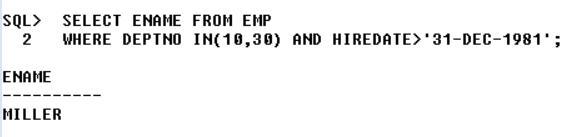 SQL> SELECT ENAME FROM EMP
2 WHERE DEPTNO IN(10,30) AND HIREDATE>'31-DEC-1981';
ENAME
----------
MILLER